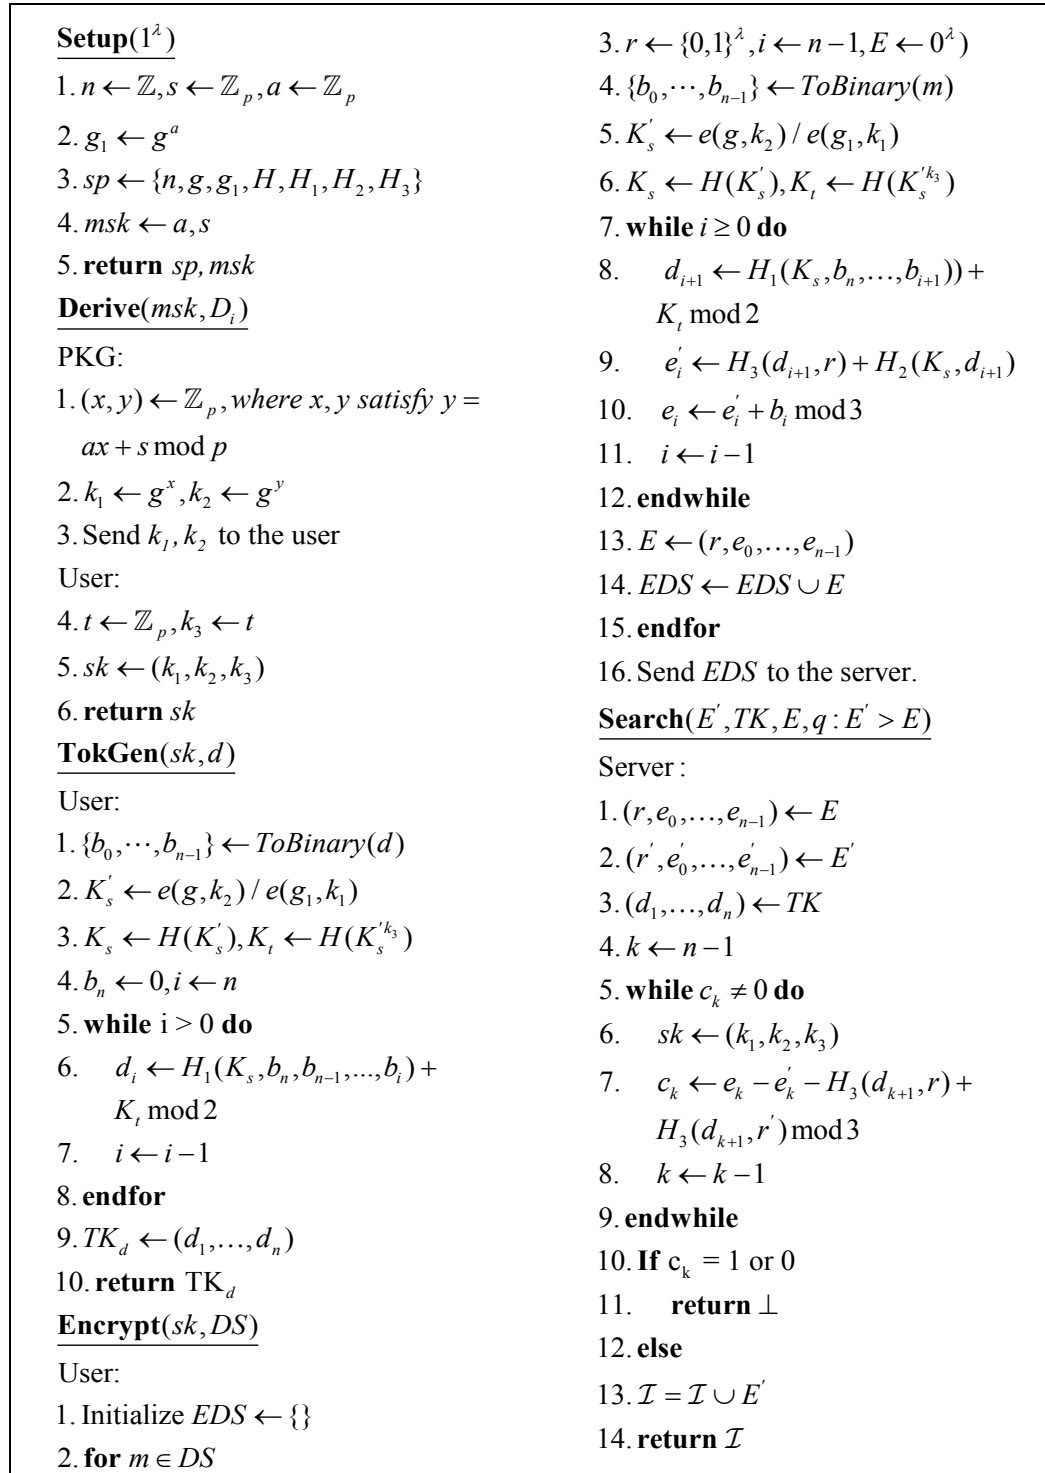 Setup(1^λ)
1. n ← ℤ, s ← ℤ_p, a ← ℤ_p
2. g_1 ← g^a
3. sp ← {n, g, g_1, H, H_1, H_2, H_3}
4. msk ← a, s
5. return sp, msk
Derive(msk, D_i)
PKG:
1. (x, y) ← ℤ_p, where x, y satisfy y =
ax + s mod p
2. k_1 ← g^x, k_2 ← g^y
3. Send k_1, k_2 to the user
User:
4. t ← ℤ_p, k_3 ← t
5. sk ← (k_1, k_2, k_3)
6. return sk
TokGen(sk, d)
User:
1. {b_0, ⋯, b_{n−1}} ← ToBinary(d)
2. K_s^' ← e(g, k_2) / e(g_1, k_1)
3. K_s ← H(K_s^'), K_t ← H(K_s^{'k_3})
4. b_n ← 0, i ← n
5. while i > 0 do
6. d_i ← H_1(K_s, b_n, b_{n−1}, ..., b_i) +
K_t mod 2
7. i ← i − 1
8. endfor
9. TK_d ← (d_1, …, d_n)
10. return TK_d
Encrypt(sk, DS)
User:
1. Initialize EDS ← {}
2. for m ∈ DS
3. r ← {0,1}^λ, i ← n − 1, E ← 0^λ)
4. {b_0, ⋯, b_{n−1}} ← ToBinary(m)
5. K_s^' ← e(g, k_2) / e(g_1, k_1)
6. K_s ← H(K_s^'), K_t ← H(K_s^{'k_3})
7. while i ≥ 0 do
8. d_{i+1} ← H_1(K_s, b_n, …, b_{i+1})) +
K_t mod 2
9. e_i^' ← H_3(d_{i+1}, r) + H_2(K_s, d_{i+1})
10. e_i ← e_i^' + b_i mod 3
11. i ← i − 1
12. endwhile
13. E ← (r, e_0, …, e_{n−1})
14. EDS ← EDS ∪ E
15. endfor
16. Send EDS to the server.
Search(E^', TK, E, q : E^' > E)
Server :
1. (r, e_0, …, e_{n−1}) ← E
2. (r^', e_0^', …, e_{n−1}^') ← E^'
3. (d_1, …, d_n) ← TK
4. k ← n − 1
5. while c_k ≠ 0 do
6. sk ← (k_1, k_2, k_3)
7. c_k ← e_k − e_k^' − H_3(d_{k+1}, r) +
H_3(d_{k+1}, r^') mod 3
8. k ← k − 1
9. endwhile
10. If c_k = 1 or 0
11. return ⊥
12. else
13. ℐ = ℐ ∪ E^'
14. return ℐ